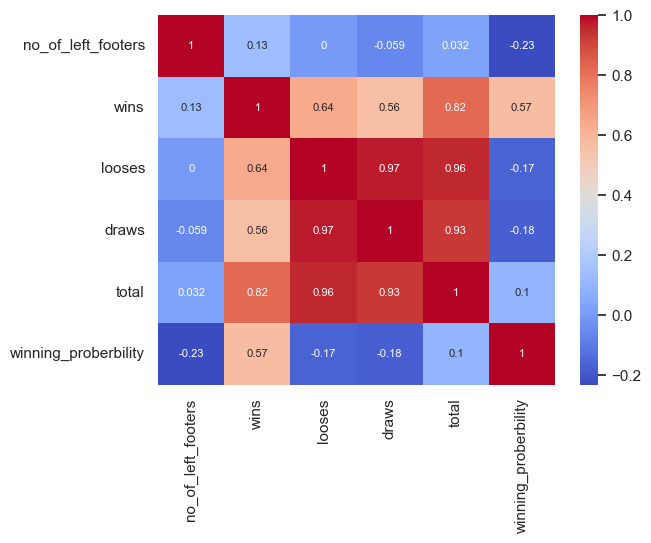 no_of_left_footers 1 0.13 0 -0.059 0.032 -0.23
wins 0.13 1 0.64 0.56 0.82 0.57
looses 0 0.64 1 0.97 0.96 -0.17
draws -0.059 0.56 0.97 1 0.93 -0.18
total 0.032 0.82 0.96 0.93 1 0.1
winning_proberbility -0.23 0.57 -0.17 -0.18 0.1 1
no_of_left_footers
wins
looses
draws
total
winning_proberbility
1.0
0.8
0.6
0.4
0.2
0.0
−0.2